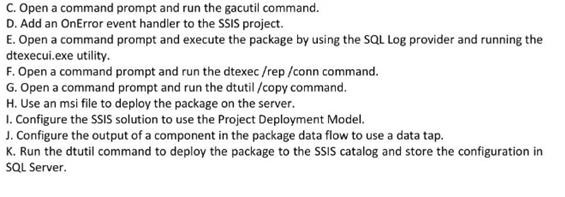 C. Open a command prompt and run the gacutil command.
D. Add an OnError event handler to the SSIS project.
E. Open a command prompt and execute the package by using the SQL Log provider and running the
dtexecui.exe utility.
F. Open a command prompt and run the dtexec /rep /conn command.
G. Open a command prompt and run the dtutil /copy command.
H. Use an msi file to deploy the package on the server.
I. Configure the SSIS solution to use the Project Deployment Model.
J. Configure the output of a component in the package data flow to use a data tap.
K. Run the dtutil command to deploy the package to the SSIS catalog and store the configuration in
SQL Server.